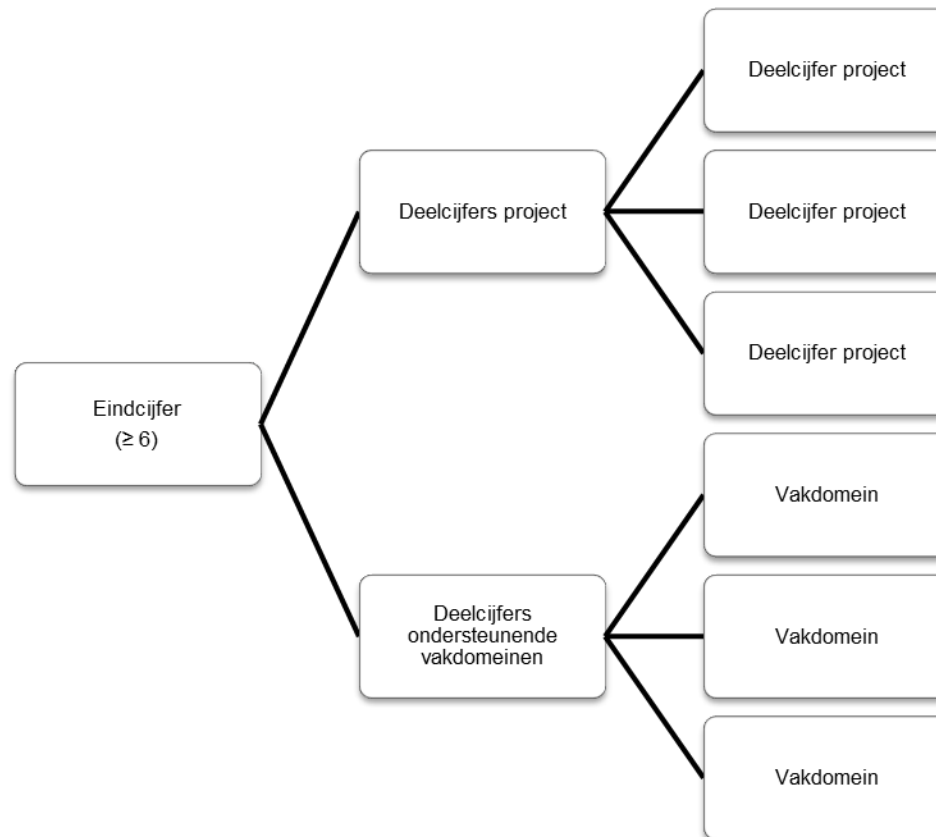 Deelcijfer project
Deelcijfers project
Deelcijfer project
Deelcijfer project
Eindcijfer
(≥ 6)
Vakdomein
Deelcijfers
ondersteunende
vakdomeinen
Vakdomein
Vakdomein